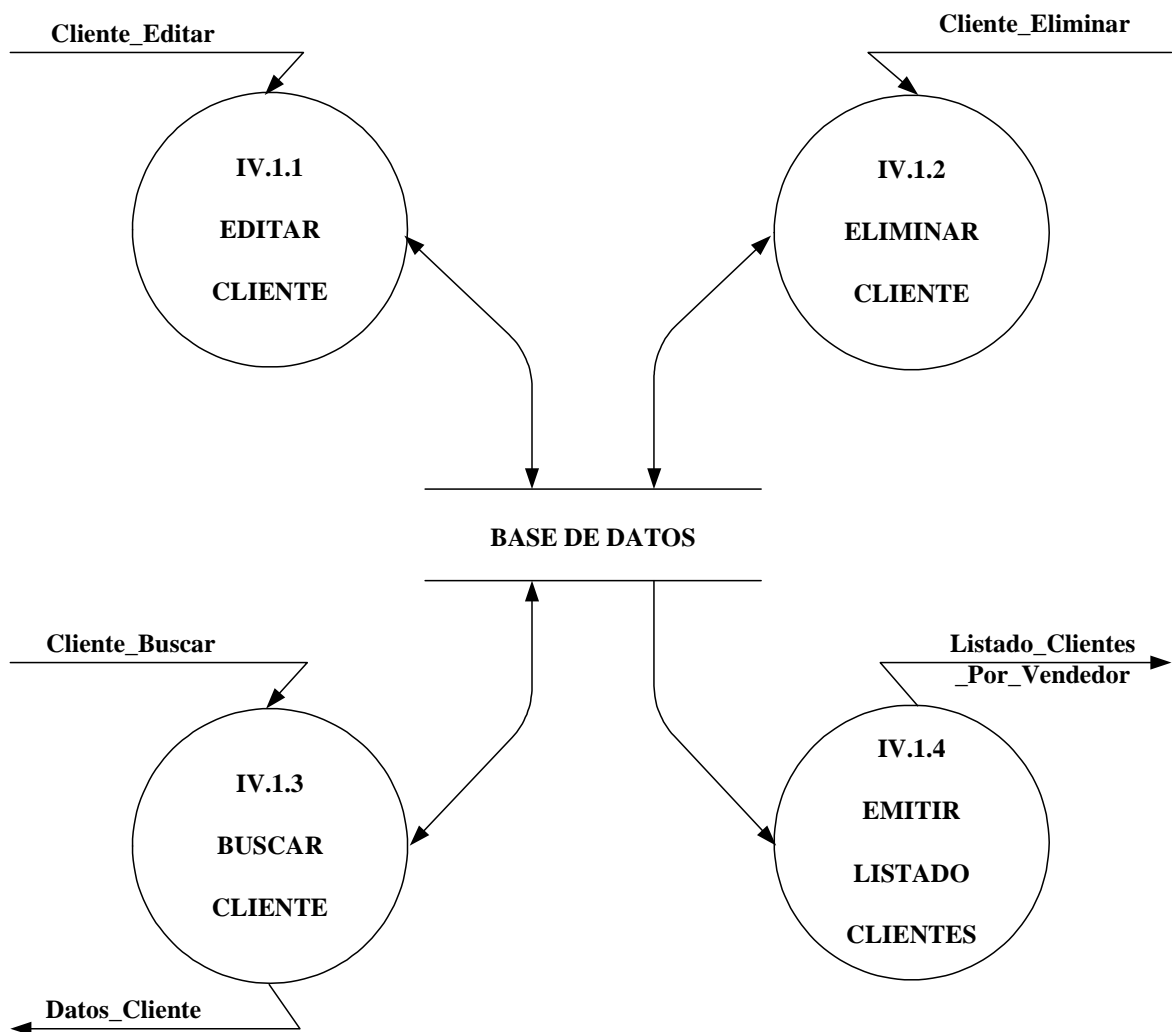 Cliente_Editar
Cliente_Eliminar
IV.1.1
EDITAR
CLIENTE
IV.1.2
ELIMINAR
CLIENTE
BASE DE DATOS
Cliente_Buscar
Listado_Clientes
_Por_Vendedor
IV.1.3
BUSCAR
CLIENTE
IV.1.4
EMITIR
LISTADO
CLIENTES
Datos_Cliente